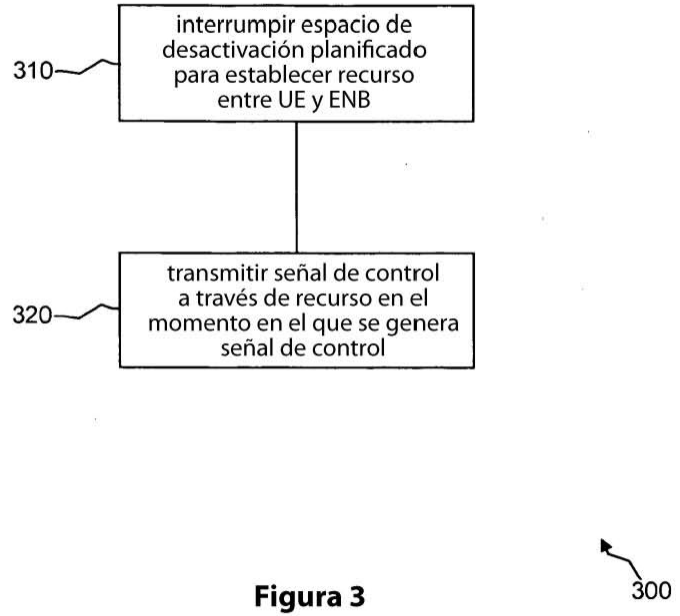 310
interrumpir espacio de
desactivación planificado
para establecer recurso
entre UE y ENB
320
transmitir señal de control
a través de recurso en el
momento en el que se genera
señal de control
300
Figura 3